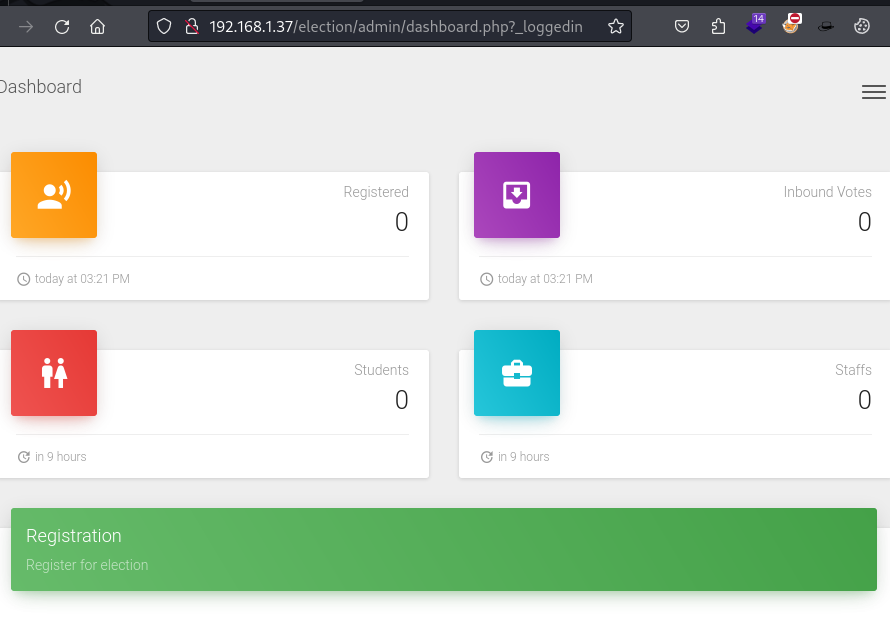 192.168.1.37/election/admin/dashboard.php?_loggedin
14
Dashboard
Registered
0
today at 03:21 PM
Inbound Votes
0
today at 03:21 PM
Students
0
in 9 hours
Staffs
0
in 9 hours
Registration
Register for election